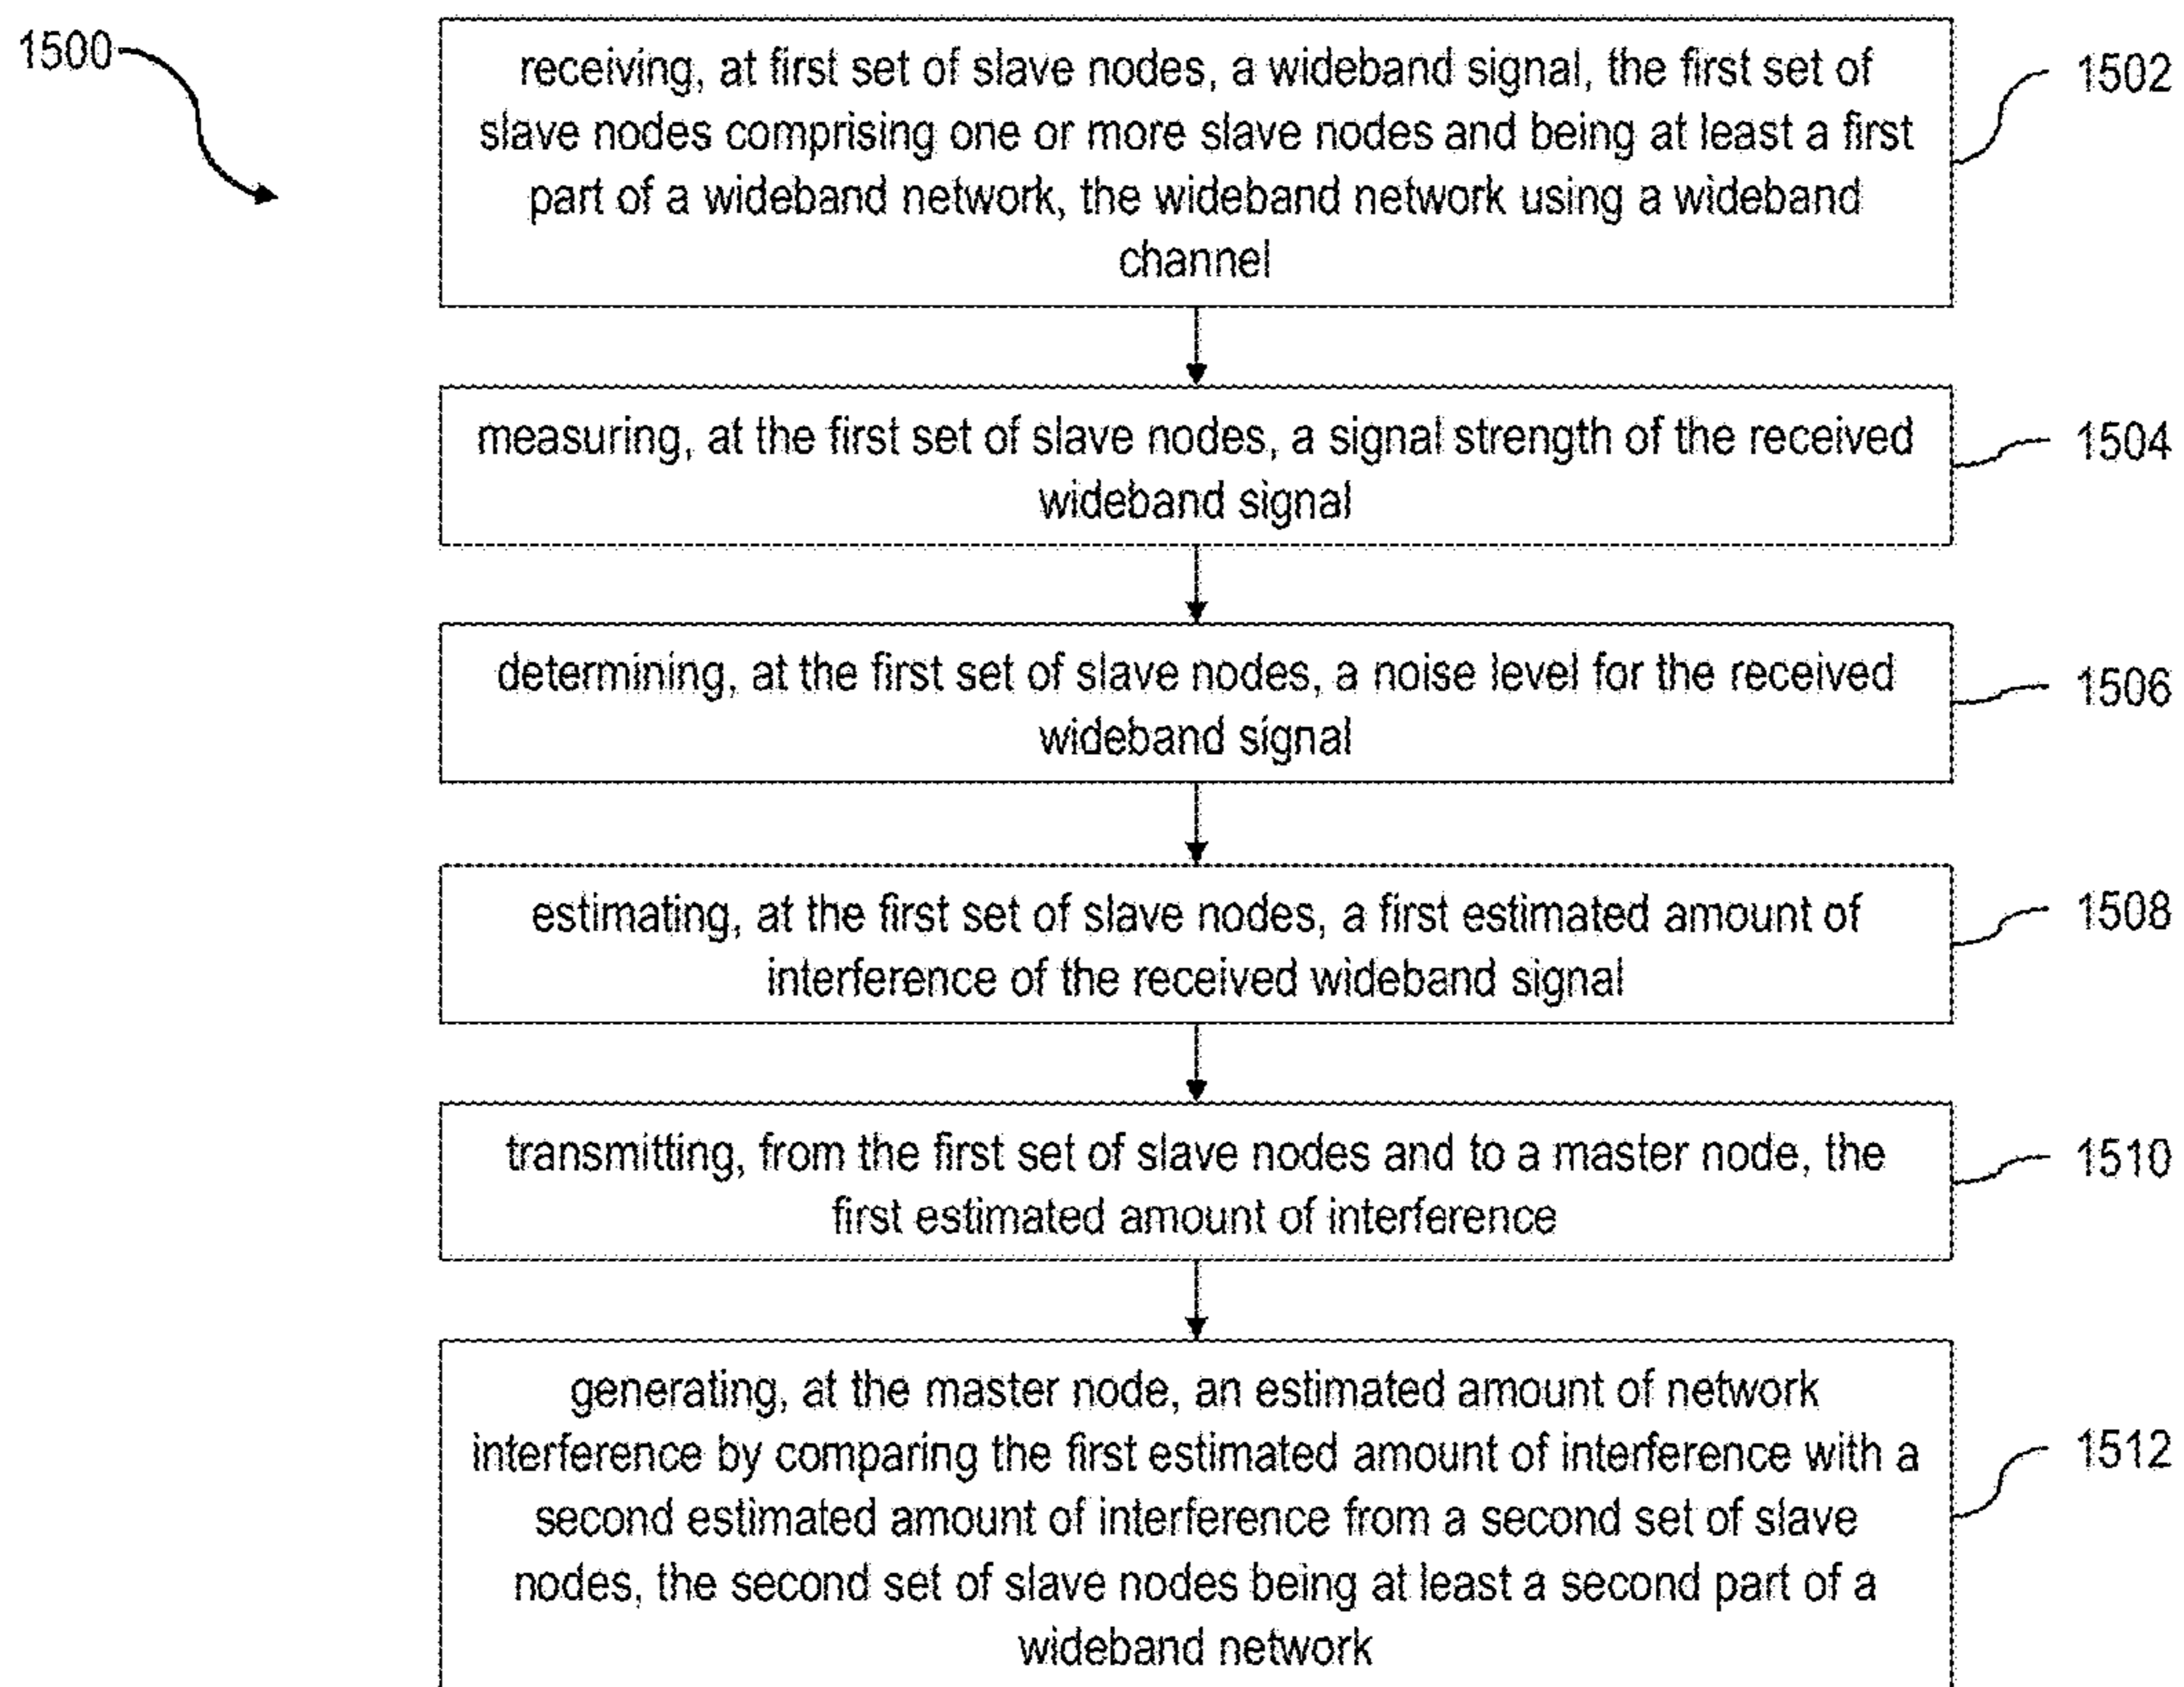 1500
receiving, at first set of slave nodes, a wideband signal, the first set of
slave nodes comprising one or more slave nodes and being at least a first
part of a wideband network, the wideband network using a wideband
channel
1502
measuring, at the first set of slave nodes, a signal strength of the received
wideband signal
1504
determining, at the first set of slave nodes, a noise level for the received
wideband signal
1506
estimating, at the first set of slave nodes, a first estimated amount of
interference of the received wideband signal
1508
transmitting, from the first set of slave nodes and to a master node, the
first estimated amount of interference
1510
generating, at the master node, an estimated amount of network
interference by comparing the first estimated amount of interference with a
second estimated amount of interference from a second set of slave
nodes, the second set of slave nodes being at least a second part of a
wideband network
1512